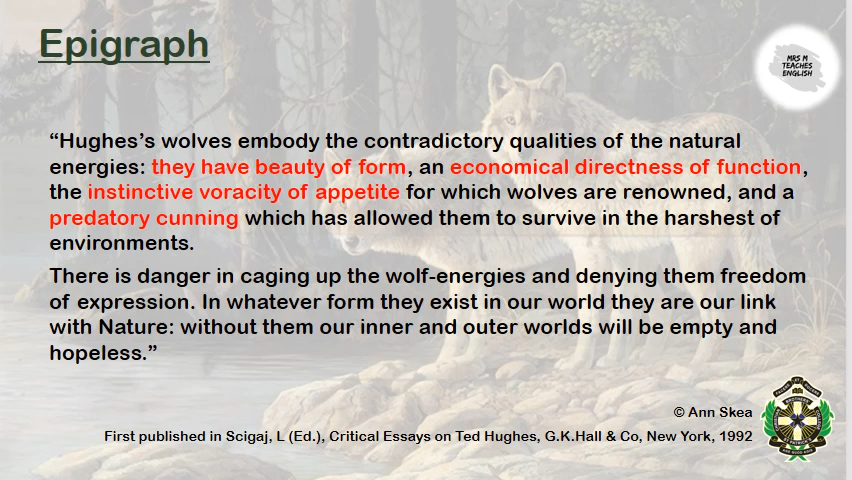 Epigraph
MRS M
TEACHES
ENGLISH
“Hughes’s wolves embody the contradictory qualities of the natural
energies: they have beauty of form, an economical directness of function,
the instinctive voracity of appetite for which wolves are renowned, and a
predatory cunning which has allowed them to survive in the harshest of
environments.
There is danger in caging up the wolf-energies and denying them freedom
of expression. In whatever form they exist in our world they are our link
with Nature: without them our inner and outer worlds will be empty and
hopeless.”
© Ann Skea
First published in Scigaj, L (Ed.), Critical Essays on Ted Hughes, G.K.Hall & Co, New York, 1992